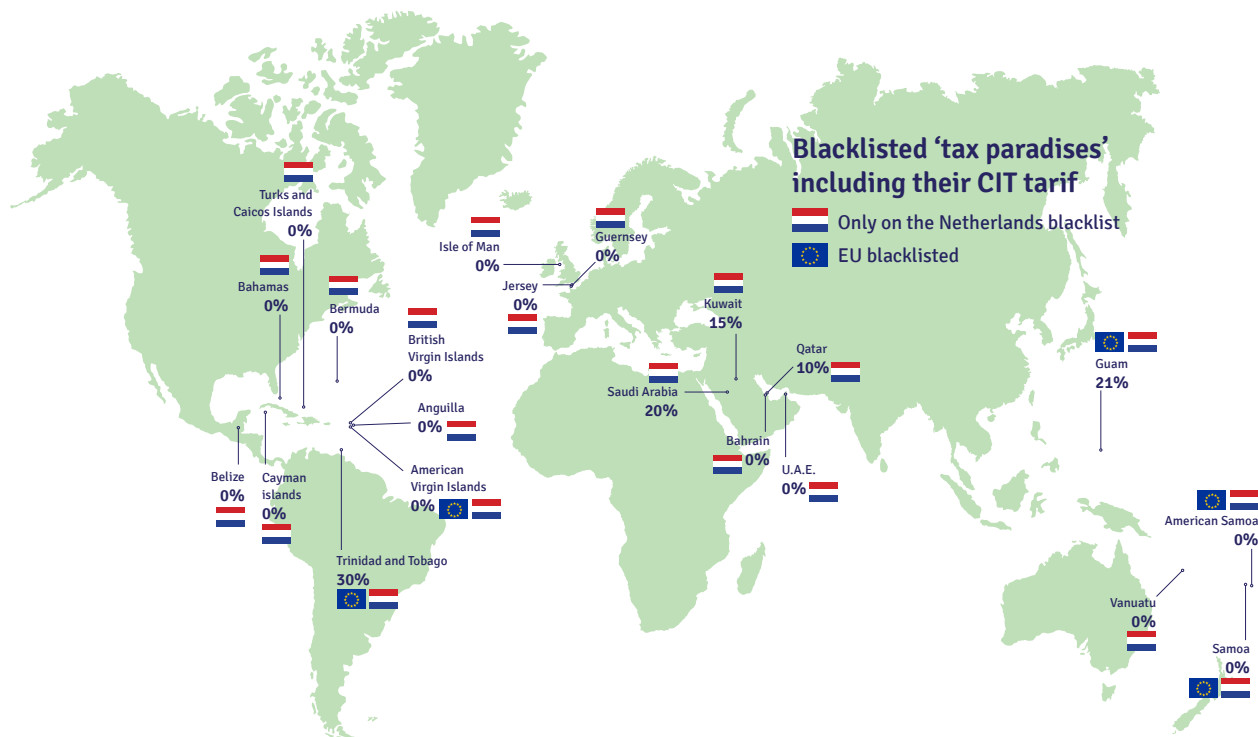 Blacklisted ‘tax paradises’
including their CIT tarif
Only on the Netherlands blacklist
EU blacklisted
Turks and
Caicos Islands
0%
Bahamas
0%
Bermuda
0%
British
Virgin Islands
0%
Anguilla
0%
American
Virgin Islands
0%
Belize
0%
Cayman
islands
0%
Trinidad and Tobago
30%
Isle of Man
0%
Guernsey
0%
Jersey
0%
Kuwait
15%
Saudi Arabia
20%
Qatar
10%
Bahrain
0%
U.A.E.
0%
Guam
21%
American Samoa
0%
Vanuatu
0%
Samoa
0%